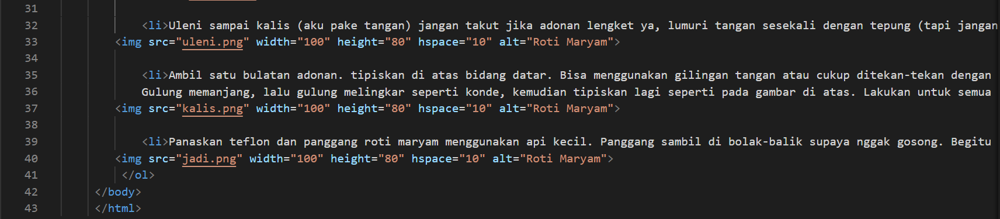 31
32 <li>Uleni sampai kalis (aku pake tangan) jangan takut jika adonan lengket ya, lumuri tangan sesekali dengan tepung (tapi jangan
33 <img src="uleni.png" width="100" height="80" hspace="10" alt="Roti Maryam">
34
35 <li>Ambil satu bulatan adonan. tipiskan di atas bidang datar. Bisa menggunakan gilingan tangan atau cukup ditekan-tekan dengan
36 Gulung memanjang, lalu gulung melingkar seperti konde, kemudian tipiskan lagi seperti pada gambar di atas. Lakukan untuk semua
37 <img src="kalis.png" width="100" height="80" hspace="10" alt="Roti Maryam">
38
39 <li>Panaskan teflon dan panggang roti maryam menggunakan api kecil. Panggang sambil di bolak-balik supaya nggak gosong. Begitu
40 <img src="jadi.png" width="100" height="80" hspace="10" alt="Roti Maryam">
41 </ol>
42 </body>
43 </html>